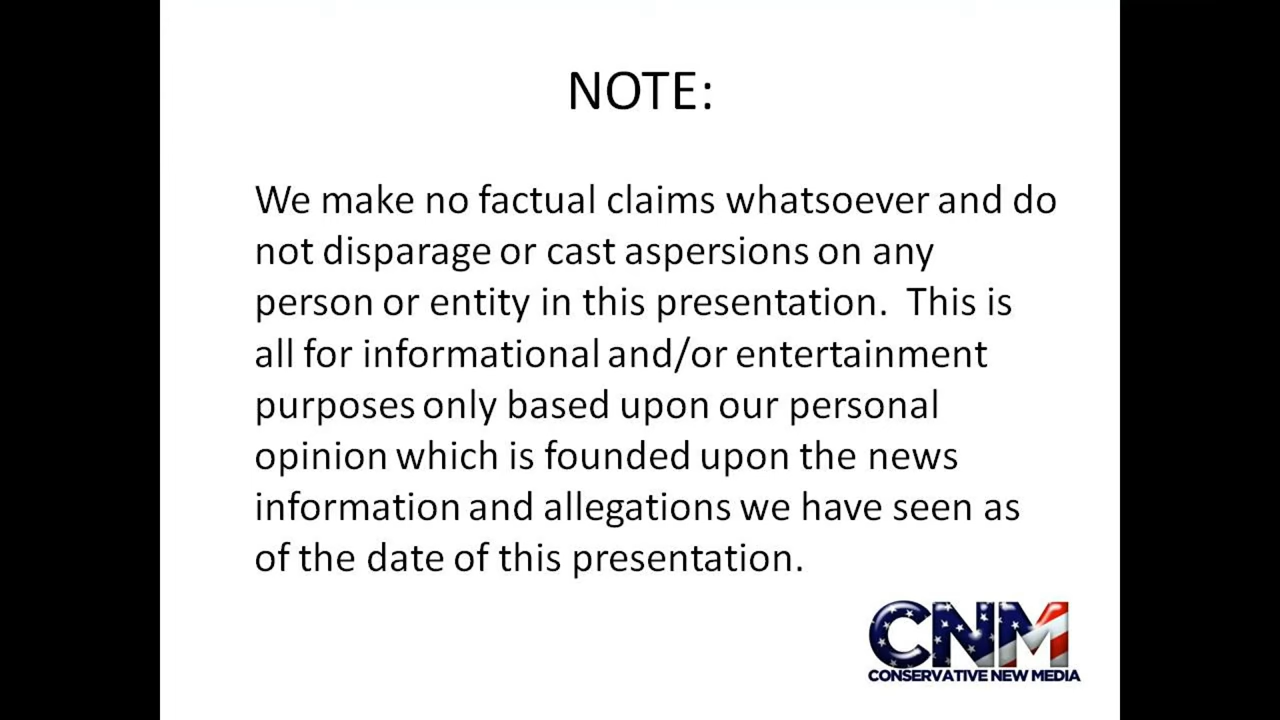 NOTE:
We make no factual claims whatsoever and do
not disparage or cast aspersions on any
person or entity in this presentation.  This is
all for informational and/or entertainment
purposes only based upon our personal
opinion which is founded upon the news
information and allegations we have seen as
of the date of this presentation.
CNM
CONSERVATIVE NEW MEDIA